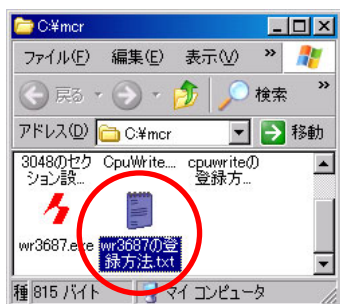 C:¥mcr
ファイル(F) 編集(E) 表示(V) »
戻る 検索 »
アドレス(D) C:¥mcr 移動
3048のセク
ション設... CpuWrite... cpuwriteの
登録方...
wr3687.exe wr3687の登
録方法.txt
種 815 バイト マイ コンピュータ